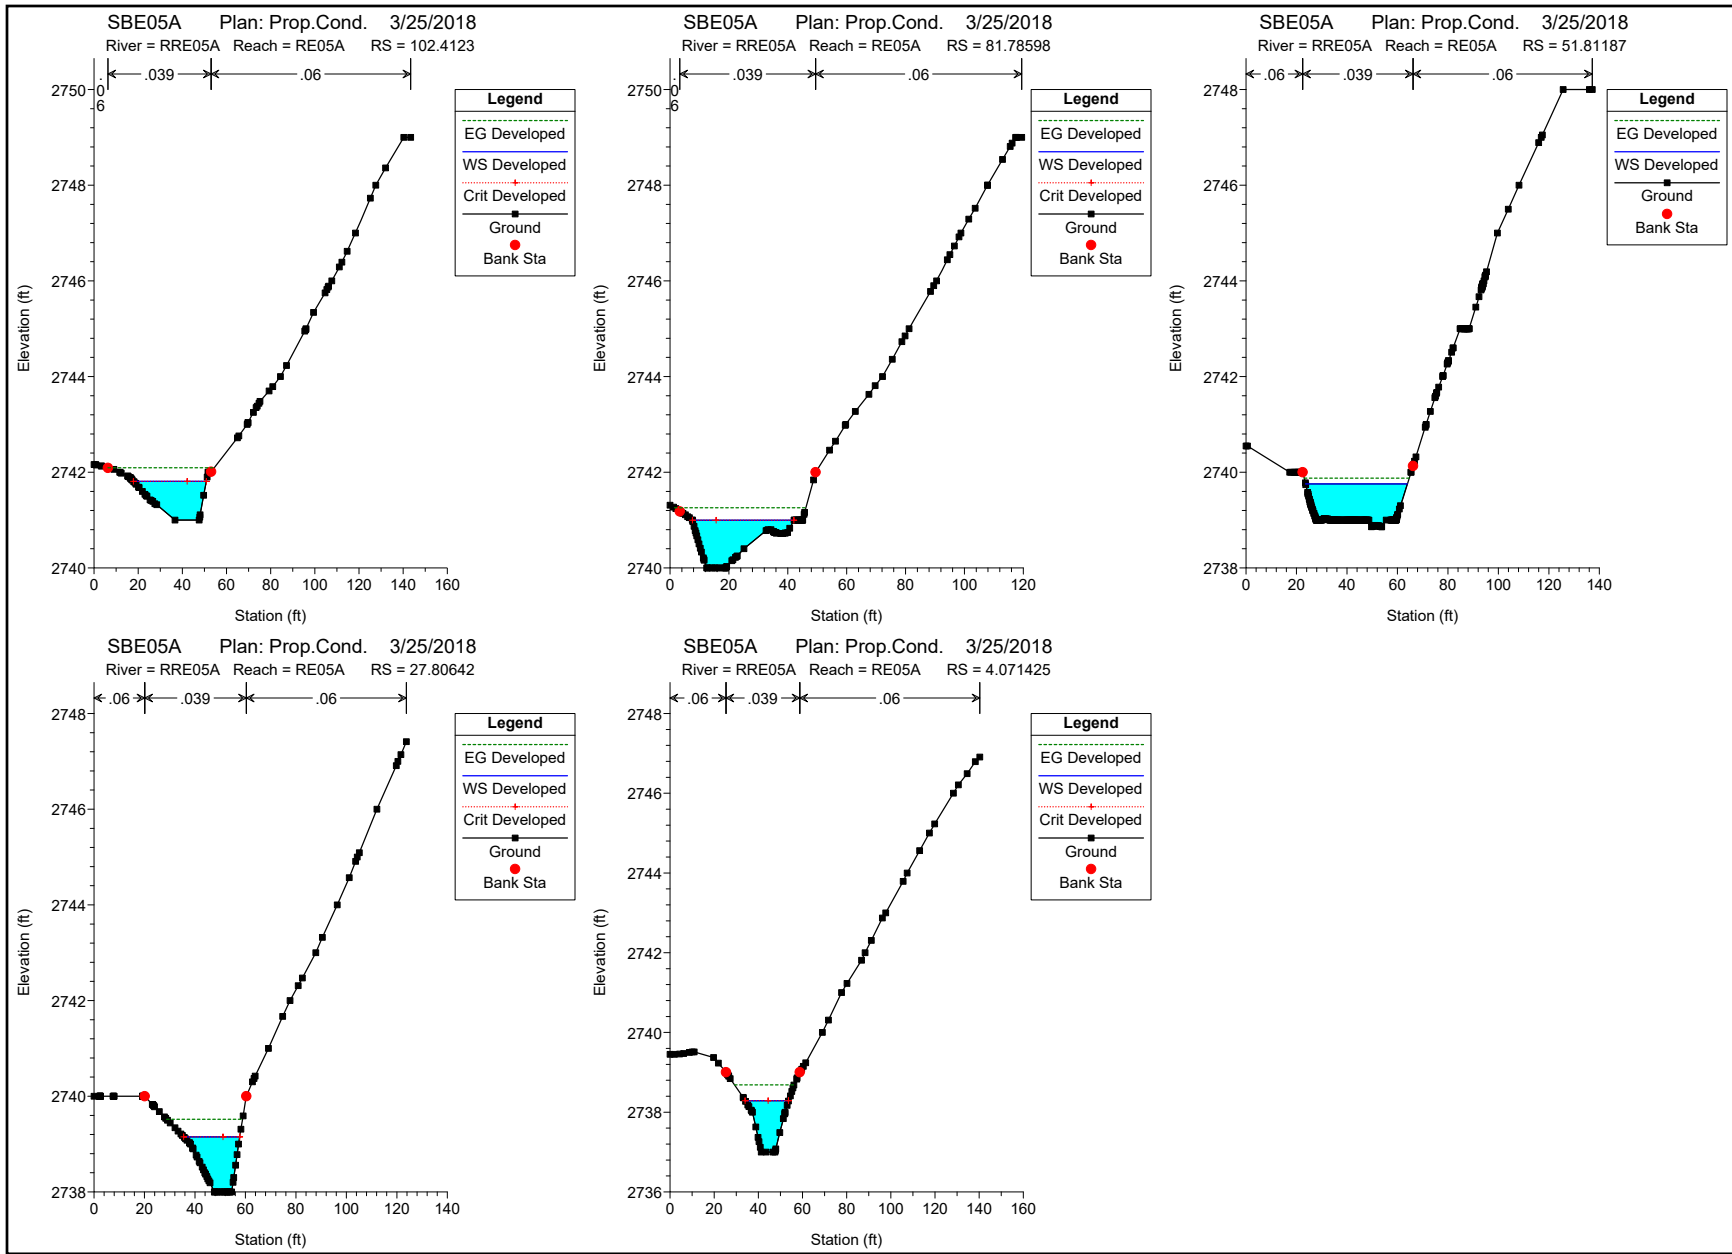 SBE05A Plan: Prop.Cond. 3/25/2018
River = RRE05A Reach = RE05A RS = 102.4123
.06
.039
.06
2750
2748
2746
2744
2742
2740
Elevation (ft)
0 20 40 60 80 100 120 140 160
Station (ft)
Legend
EG Developed
WS Developed
Crit Developed
Ground
Bank Sta
SBE05A Plan: Prop.Cond. 3/25/2018
River = RRE05A Reach = RE05A RS = 81.78598
.06
.039
.06
2750
2748
2746
2744
2742
2740
Elevation (ft)
0 20 40 60 80 100 120
Station (ft)
Legend
EG Developed
WS Developed
Crit Developed
Ground
Bank Sta
SBE05A Plan: Prop.Cond. 3/25/2018
River = RRE05A Reach = RE05A RS = 51.81187
.06
.039
.06
2748
2746
2744
2742
2740
2738
Elevation (ft)
0 20 40 60 80 100 120 140
Station (ft)
Legend
EG Developed
WS Developed
Ground
Bank Sta
SBE05A Plan: Prop.Cond. 3/25/2018
River = RRE05A Reach = RE05A RS = 27.80642
.06
.039
.06
2748
2746
2744
2742
2740
2738
Elevation (ft)
0 20 40 60 80 100 120 140
Station (ft)
Legend
EG Developed
WS Developed
Crit Developed
Ground
Bank Sta
SBE05A Plan: Prop.Cond. 3/25/2018
River = RRE05A Reach = RE05A RS = 4.071425
.06
.039
.06
2748
2746
2744
2742
2740
2738
2736
Elevation (ft)
0 20 40 60 80 100 120 140 160
Station (ft)
Legend
EG Developed
WS Developed
Crit Developed
Ground
Bank Sta